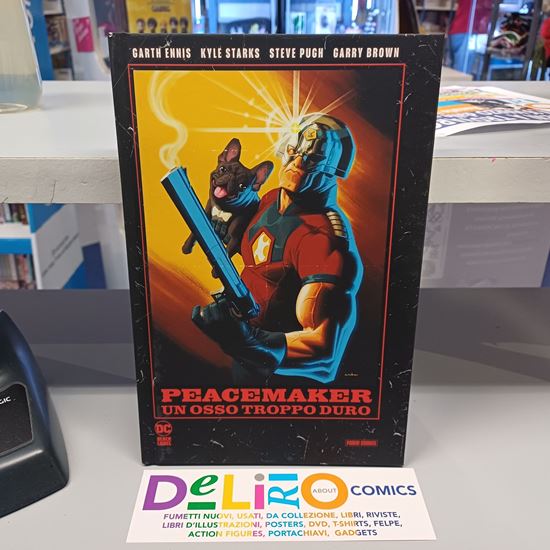 GARTH ENNIS KYLE STARKS STEVE PUGH GARRY BROWN
PEACEMAKER
UN OSSO TROPPO DURO
DC
BLACK LABEL
PANINI COMICS
DeLiRiO
ABOUT
COMICS
FUMETTI NUOVI, USATI, DA COLLEZIONE, LIBRI, RIVISTE,
LIBRI D'ILLUSTRAZIONI, POSTERS, DVD, T-SHIRTS, FELPE,
ACTION FIGURES, PORTACHIAVI, GADGETS